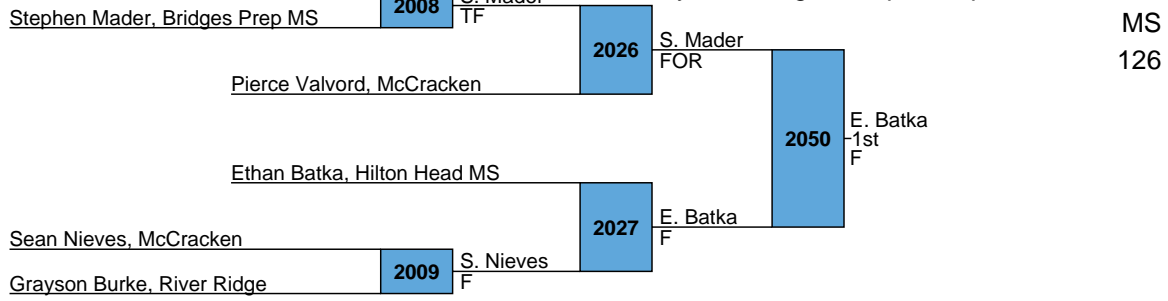 Stephen Mader, Bridges Prep MS
2008
S. Mader
TF
MS
126
2026
S. Mader
FOR
Pierce Valvord, McCracken
2050
E. Batka
1st
F
Ethan Batka, Hilton Head MS
2027
E. Batka
F
Sean Nieves, McCracken
2009
S. Nieves
F
Grayson Burke, River Ridge